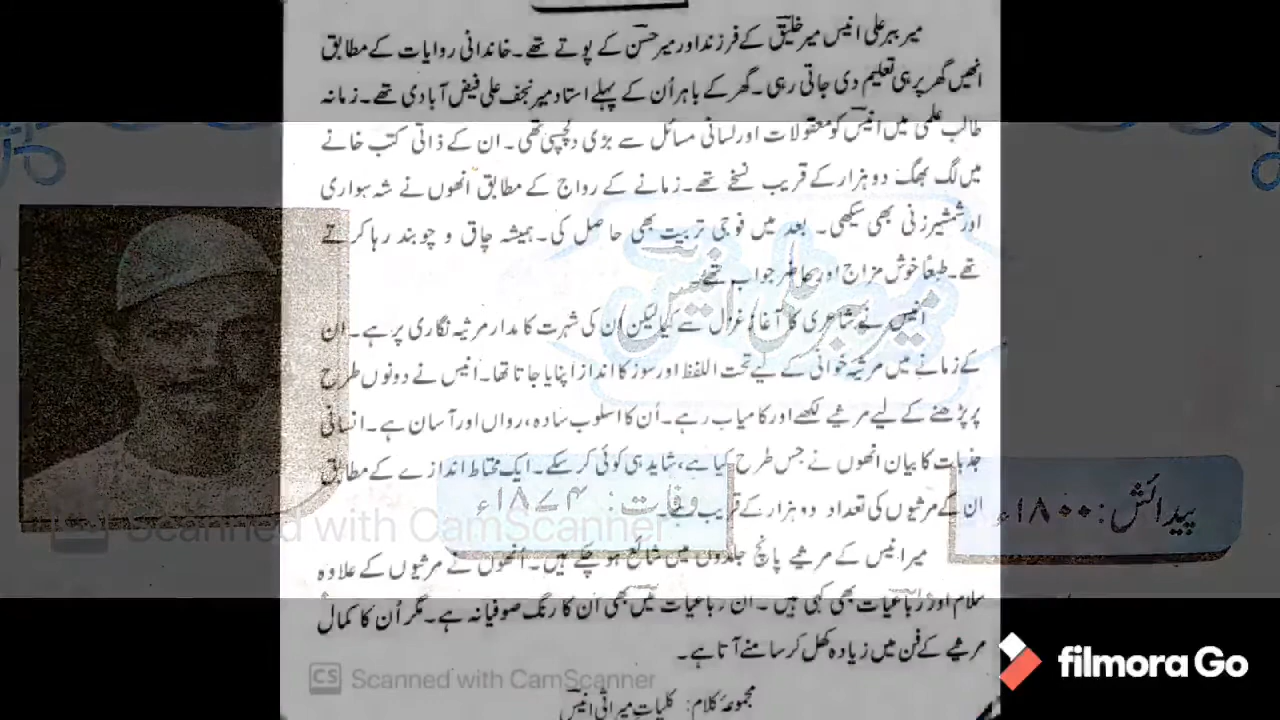 میر ببر علی انیس میر خلیق کے فرزند اور میر حسن کے پوتے تھے۔ خاندانی روایات کے مطابق
انھیں گھر پر ہی تعلیم دی جاتی رہی۔ گھر کے باہر اُن کے پہلے استاد میر نجف علی فیض آبادی تھے۔ زمانہ
طالب علمی میں انیس کو معقولات اور لسانی مسائل سے بڑی دلچسپی تھی۔ ان کے ذاتی کتب خانے
میں لگ بھگ دو ہزار کے قریب نسخے تھے۔ زمانے کے رواج کے مطابق انھوں نے شہ سواری
اور شمشیر زنی بھی سیکھی۔ بعد میں فوجی تربیت بھی حاصل کی۔ ہمیشہ چاق و چوبند رہا کرتے
تھے۔ طبعاً خوش مزاج اور حاضر جواب تھے۔
میر ببر علی انیس
انیس نے شاعری کا آغاز غزل سے کیا لیکن ان کی شہرت کا مدار مرثیہ نگاری پر ہے۔ ان
کے زمانے میں مرثیہ خوانی کے لیے تحت اللفظ اور سوز کا انداز اپنایا جاتا تھا۔ انیس نے دونوں طرح
پر پڑھنے کے لیے مرثیے لکھے اور کامیاب رہے۔ اُن کا اسلوب سادہ، رواں اور آسان ہے۔ انسانی
جذبات کا بیان انھوں نے جس طرح کیا ہے، شاید ہی کوئی کر سکے۔ ایک محتاط اندازے کے مطابق
ان کے مرثیوں کی تعداد دو ہزار کے قریب ہے۔
پیدائش: ۱۸۰۰ء
وفات: ۱۸۷۴ء
Scanned with CamScanner
میر انیس کے مرثیے پانچ جلدوں میں شائع ہو چکے ہیں۔ اُنھوں نے مرثیوں کے علاوہ
سلام اور رباعیات بھی کہی ہیں۔ ان رباعیات میں بھی ان کا رنگ صوفیانہ ہے۔ مگر اُن کا کمال
مرثیے کے فن میں زیادہ کھل کر سامنے آتا ہے۔
CS Scanned with CamScanner
مجموعۂ کلام: کلیاتِ میراثی انیس
filmora Go